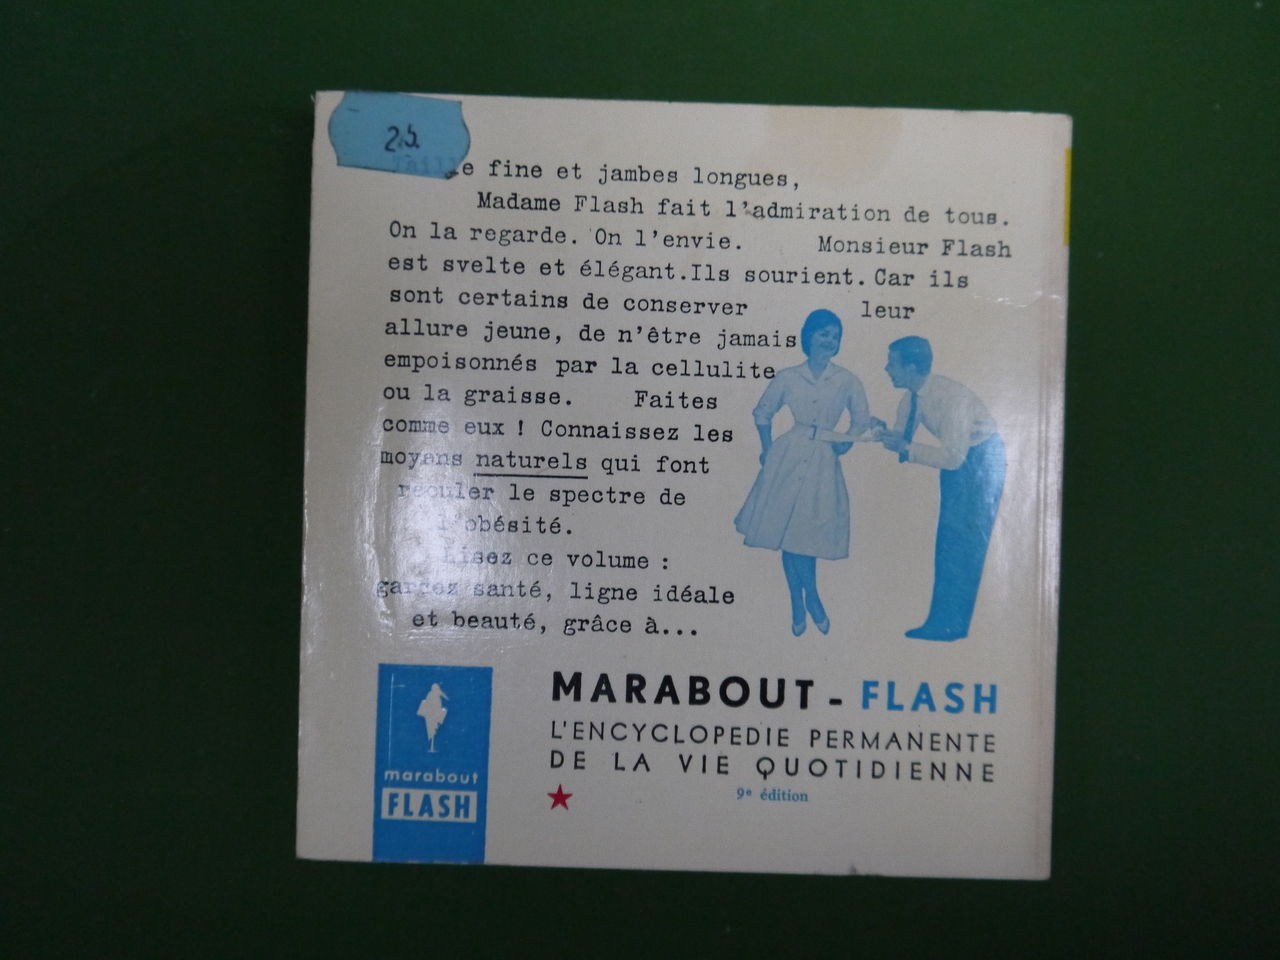 25.
Taille fine et jambes longues,
Madame Flash fait l'admiration de tous.
On la regarde. On l'envie. Monsieur Flash
est svelte et élégant.Ils sourient. Car ils
sont certains de conserver leur
allure jeune, de n'être jamais
empoisonnés par la cellulite
ou la graisse. Faites
comme eux ! Connaissez les
moyens naturels qui font
reculer le spectre de
l'obésité.
Lisez ce volume :
gardez santé, ligne idéale
et beauté, grâce à...
MARABOUT - FLASH
L'ENCYCLOPEDIE PERMANENTE
DE LA VIE QUOTIDIENNE
9e édition
marabout
FLASH